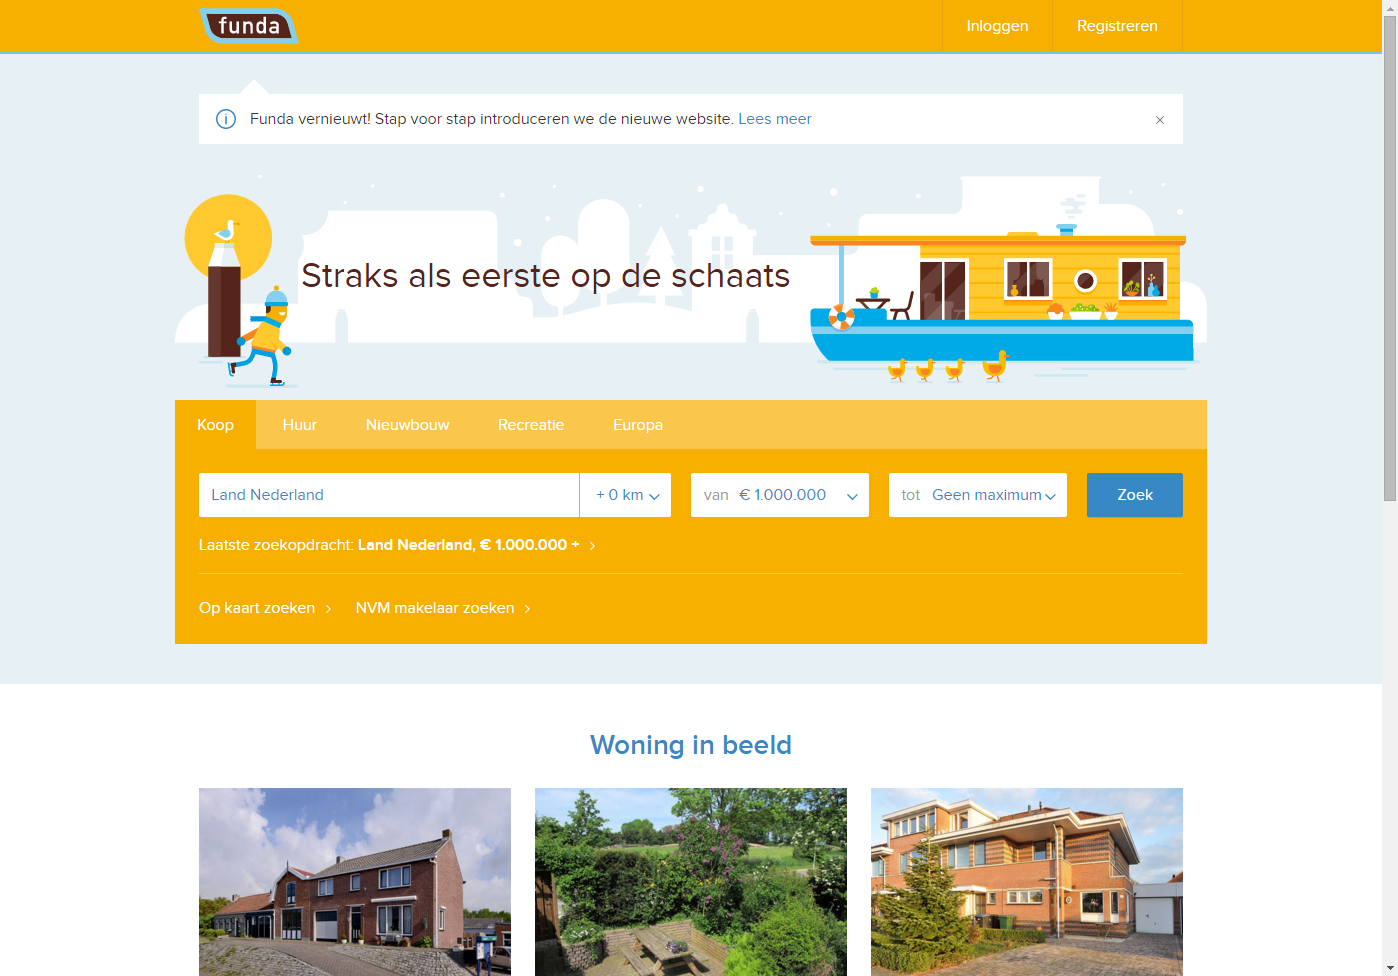 funda
Inloggen
Registreren
Funda vernieuwt! Stap voor stap introduceren we de nieuwe website. Lees meer
Straks als eerste op de schaats
Koop
Huur
Nieuwbouw
Recreatie
Europa
Land Nederland
+ 0 km
van € 1.000.000
tot Geen maximum
Zoek
Laatste zoekopdracht: Land Nederland, € 1.000.000 +
Op kaart zoeken
NVM makelaar zoeken
Woning in beeld